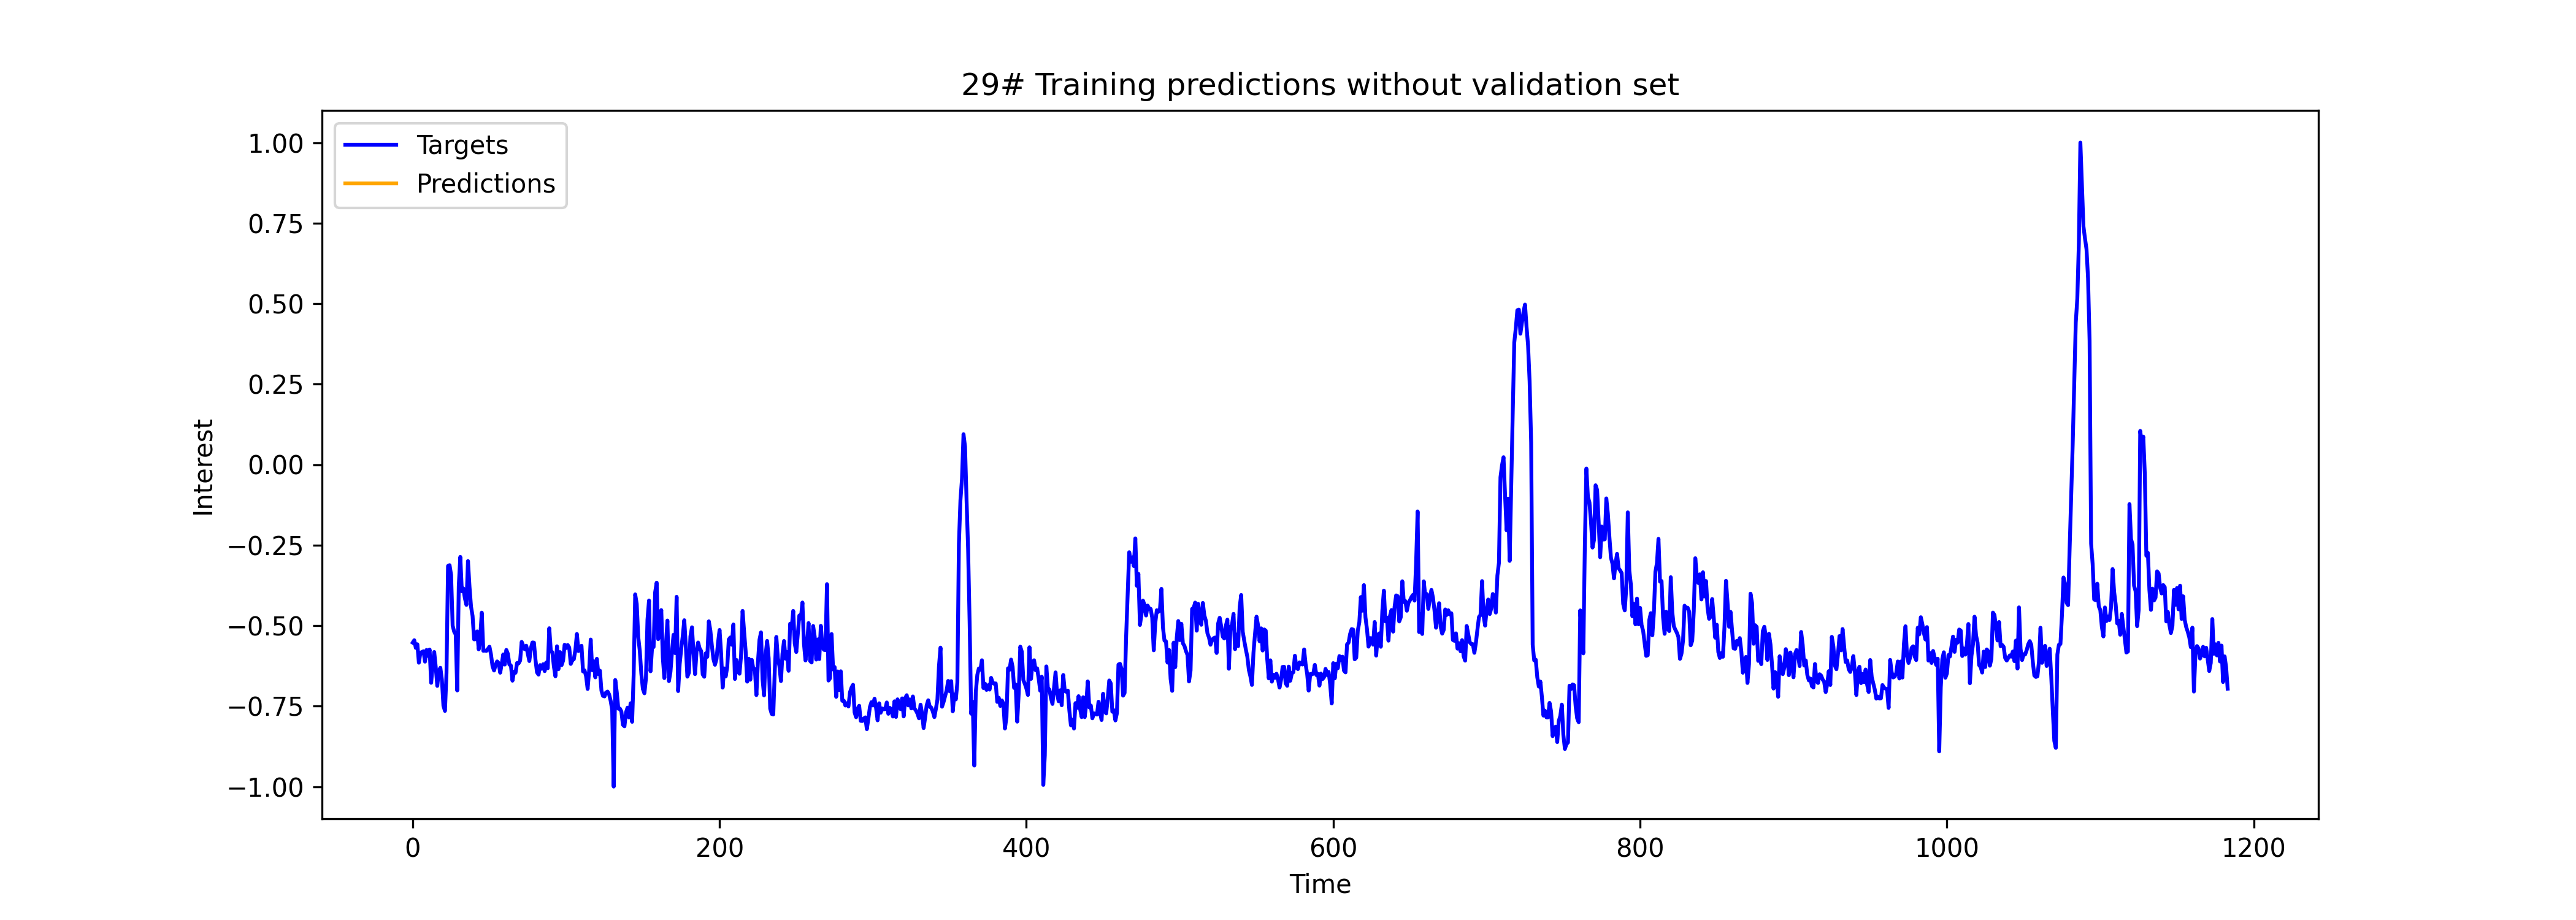 29# Training predictions without validation set
Targets
Predictions
1.00
0.75
0.50
0.25
0.00
−0.25
−0.50
−0.75
−1.00
Interest
0 200 400 600 800 1000 1200
Time